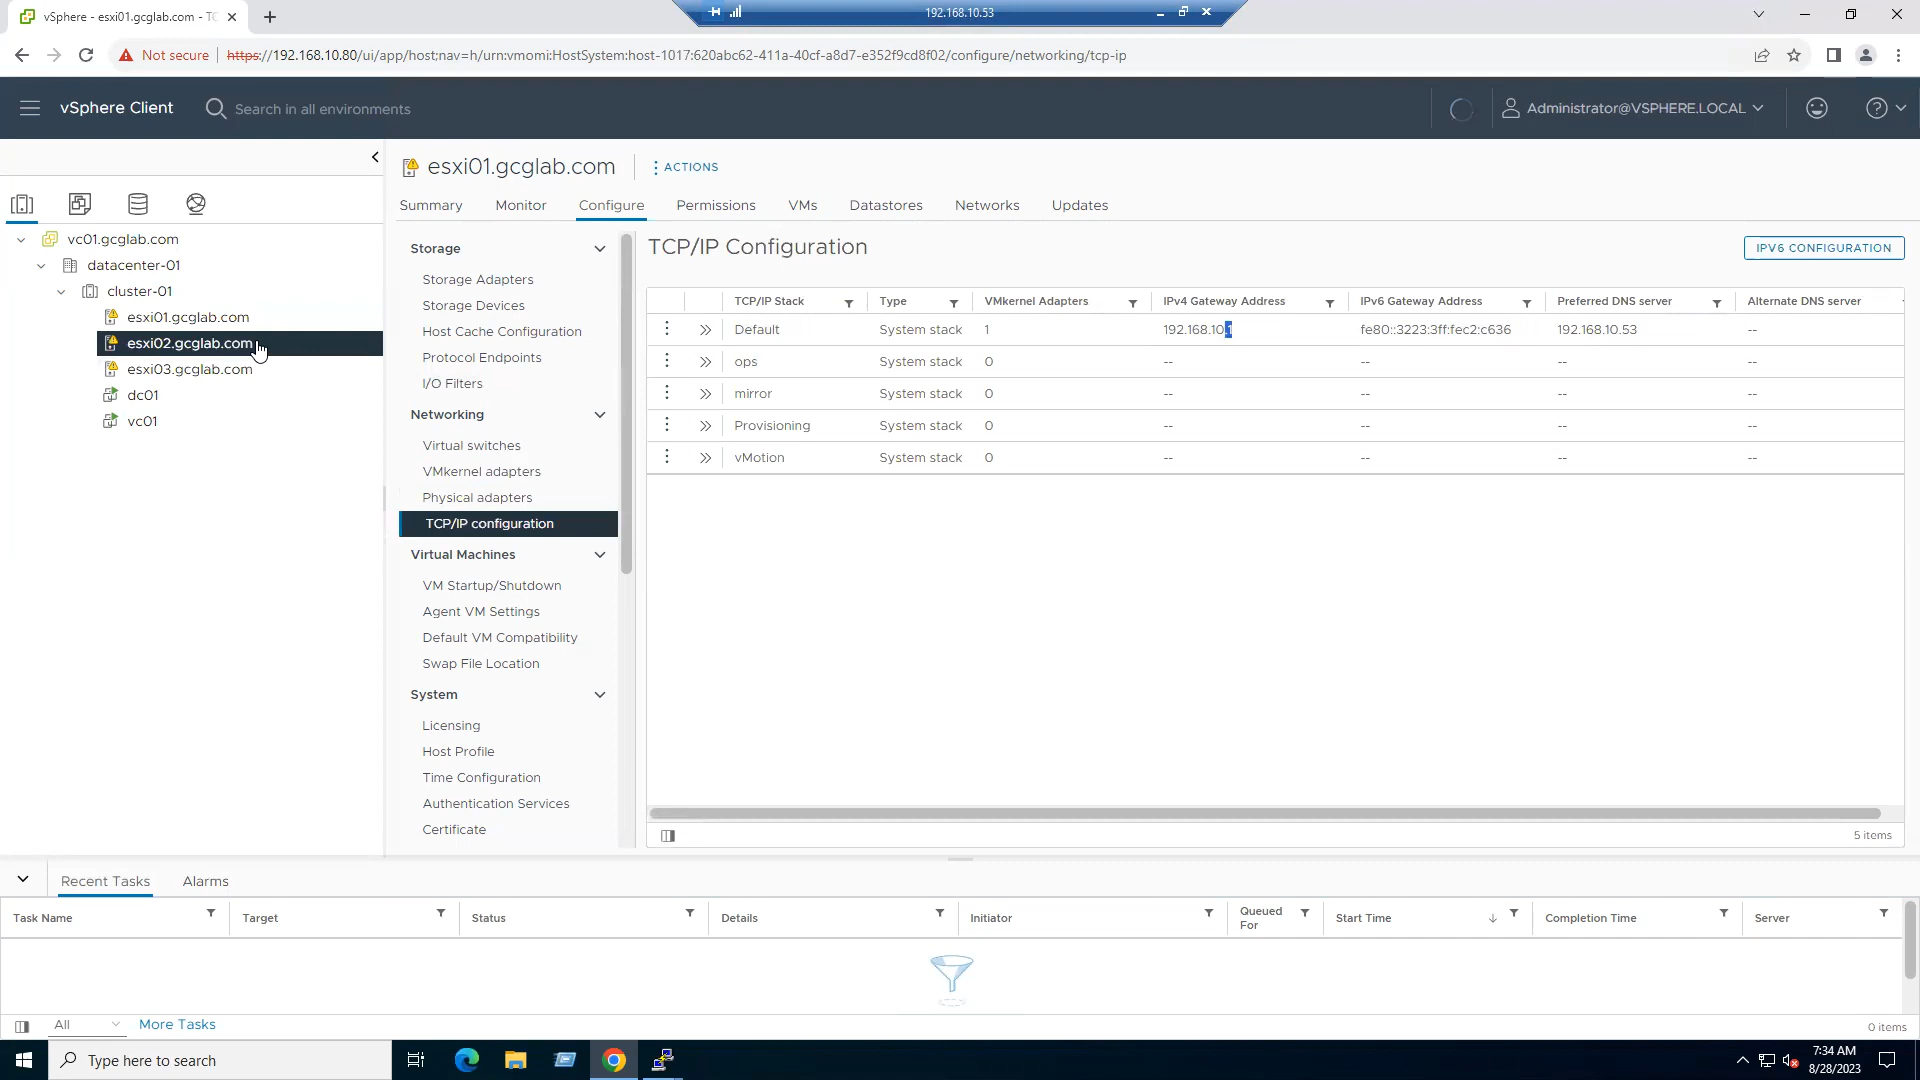 vSphere - esxi01.gcglab.com - TC
192.168.10.53
Not secure
https://192.168.10.80/ui/app/host;nav=h/urn:vmomi:HostSystem:host-1017:620abc62-411a-40cf-a8d7-e352f9cd8f02/configure/networking/tcp-ip
vSphere Client
Search in all environments
Administrator@VSPHERE.LOCAL
esxi01.gcglab.com
ACTIONS
Summary
Monitor
Configure
Permissions
VMs
Datastores
Networks
Updates
vc01.gcglab.com
datacenter-01
cluster-01
esxi01.gcglab.com
esxi02.gcglab.com
esxi03.gcglab.com
dc01
vc01
Storage
Storage Adapters
Storage Devices
Host Cache Configuration
Protocol Endpoints
I/O Filters
Networking
Virtual switches
VMkernel adapters
Physical adapters
TCP/IP configuration
Virtual Machines
VM Startup/Shutdown
Agent VM Settings
Default VM Compatibility
Swap File Location
System
Licensing
Host Profile
Time Configuration
Authentication Services
Certificate
TCP/IP Configuration
IPV6 CONFIGURATION
TCP/IP Stack Type VMkernel Adapters IPv4 Gateway Address IPv6 Gateway Address Preferred DNS server Alternate DNS server
Default System stack 1 192.168.10.1 fe80::3223:3ff:fec2:c636 192.168.10.53 --
ops System stack 0 -- -- -- --
mirror System stack 0 -- -- -- --
Provisioning System stack 0 -- -- -- --
vMotion System stack 0 -- -- -- --
5 items
Recent Tasks
Alarms
Task Name Target Status Details Initiator Queued For Start Time Completion Time Server
All
More Tasks
0 items
Type here to search
7:34 AM
8/28/2023